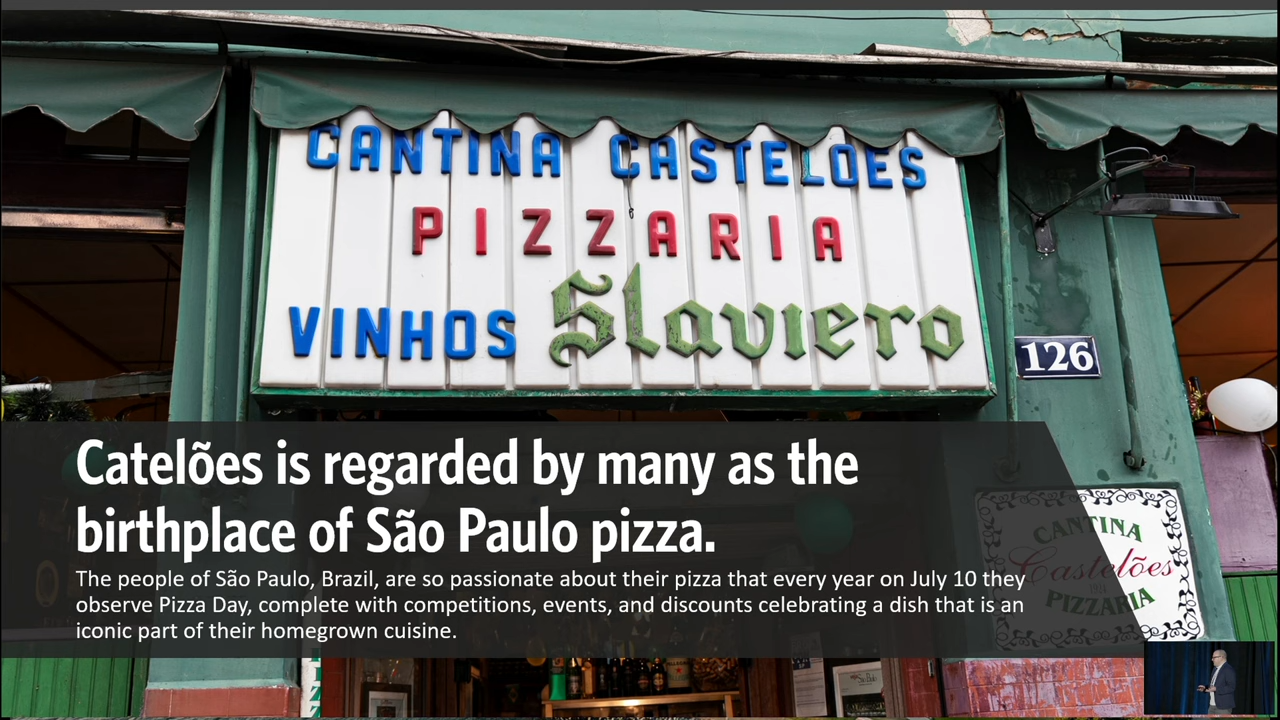 CANTINA CASTELÕES
PIZZARIA
VINHOS Slaviero
126
Catelões is regarded by many as the
birthplace of São Paulo pizza.
The people of São Paulo, Brazil, are so passionate about their pizza that every year on July 10 they
observe Pizza Day, complete with competitions, events, and discounts celebrating a dish that is an
iconic part of their homegrown cuisine.
CANTINA
Castelões
PIZZARIA